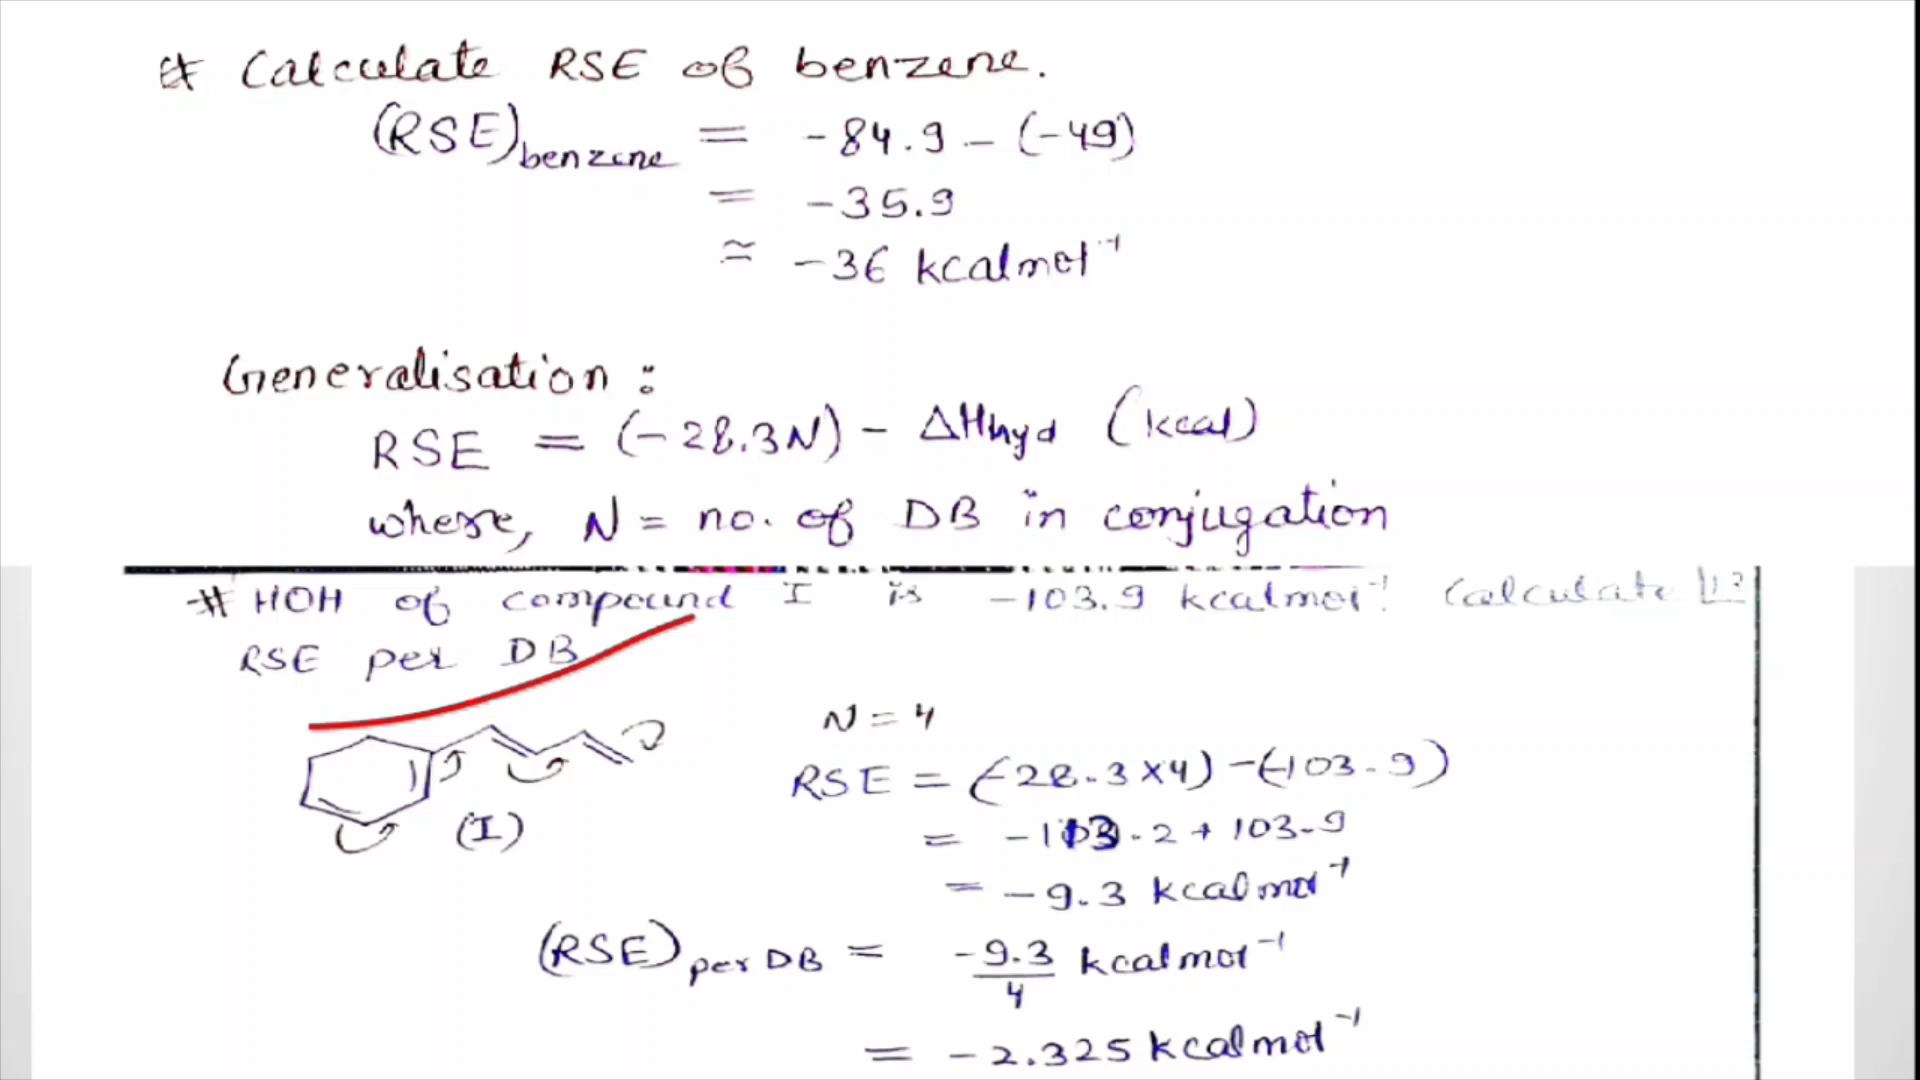 # Calculate RSE of benzene.
(RSE)benzene = -84.9 - (-49)
= -35.9
≈ -36 kcalmol⁻¹
Generalisation :
RSE = (-28.3N) - ΔHhyd (kcal)
where, N = no. of DB in conjugation
# HOH of compound I is -103.9 kcalmol⁻¹. Calculate
RSE per DB
N = 4
RSE = (-28.3×4) - (-103.9)
(I)
= -113.2 + 103.9
= -9.3 kcalmol⁻¹
(RSE)per DB = -9.3/4 kcalmol⁻¹
= -2.325 kcalmol⁻¹